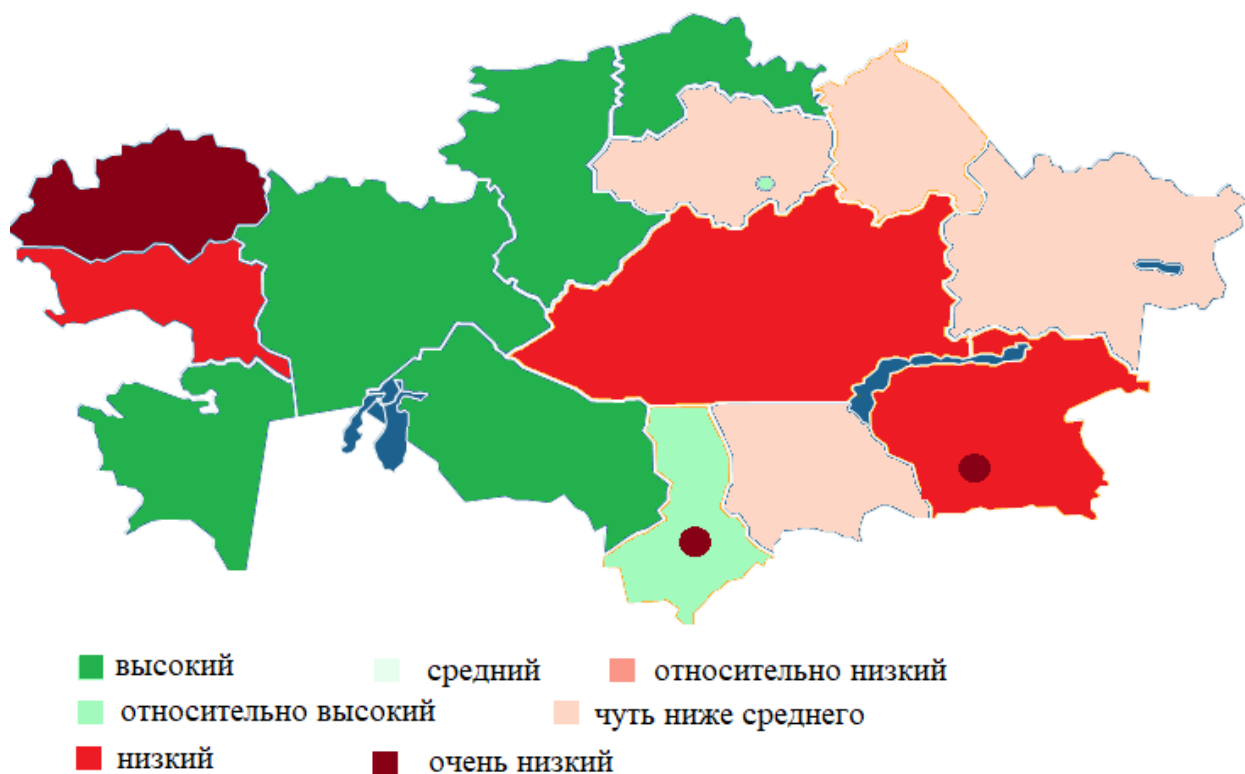 высокий средний относительно низкий
относительно высокий чуть ниже среднего
низкий очень низкий